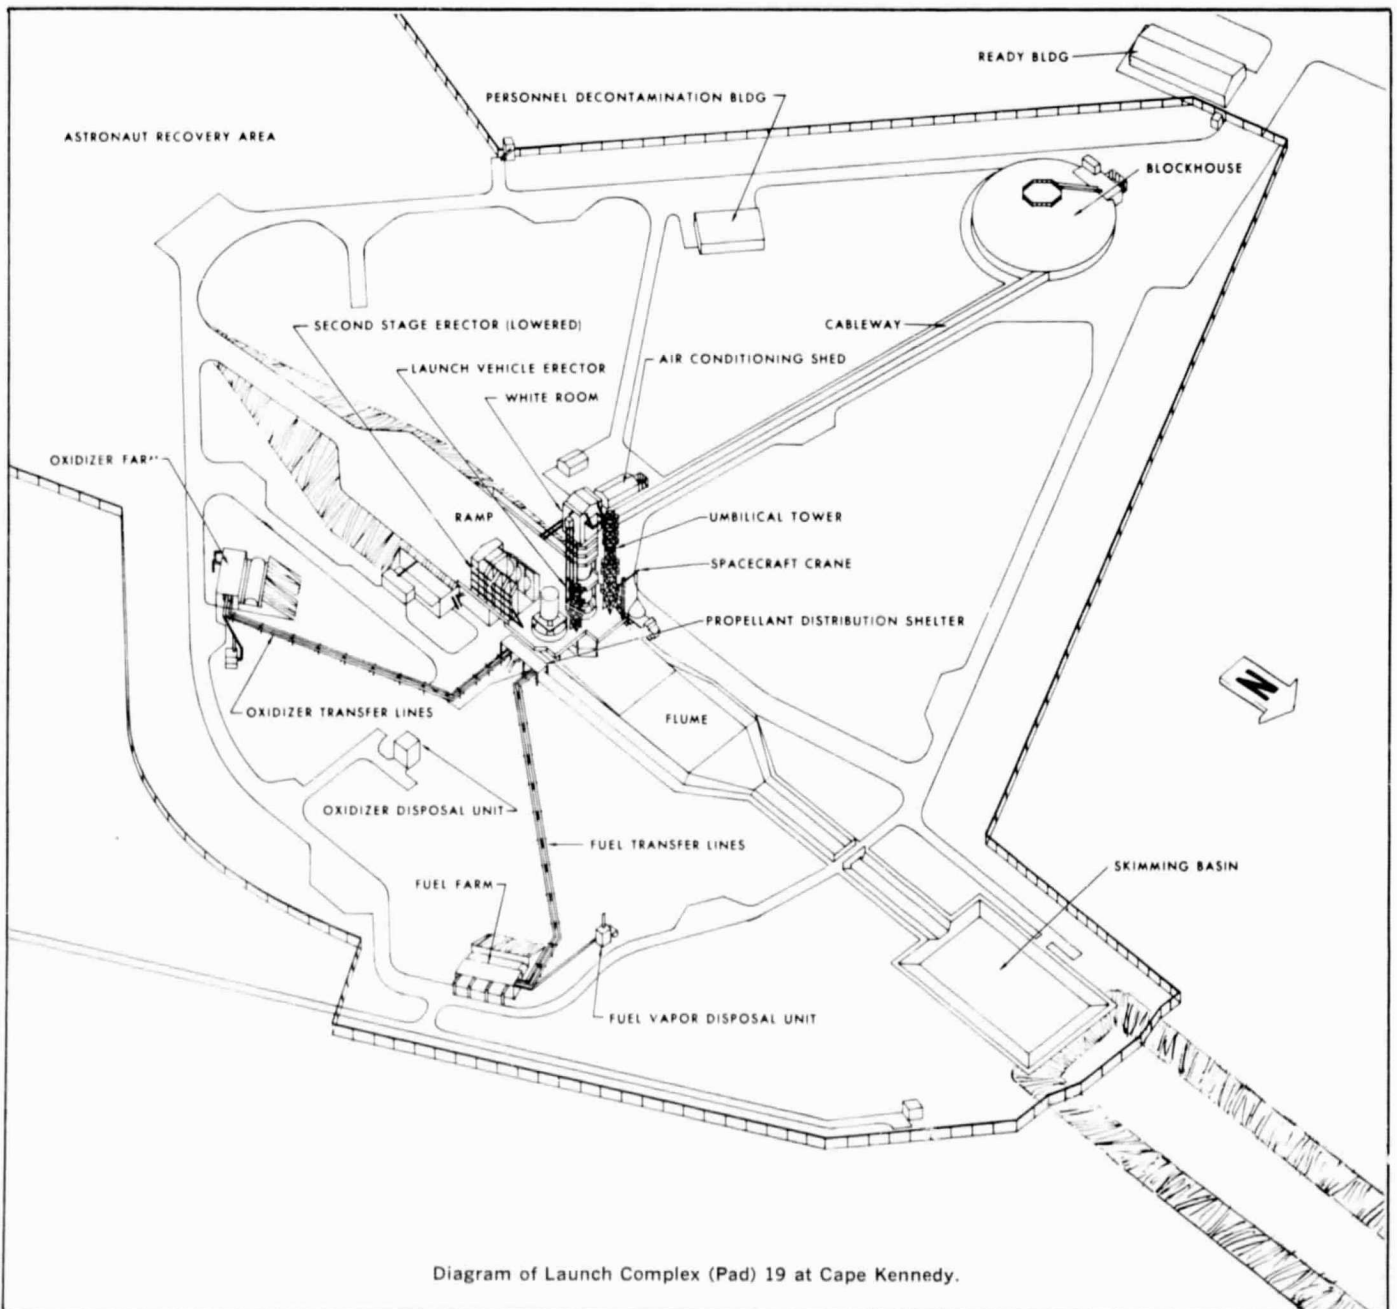 READY BLDG
PERSONNEL DECONTAMINATION BLDG
ASTRONAUT RECOVERY AREA
BLOCKHOUSE
SECOND STAGE ERECTOR (LOWERED)
CABLEWAY
AIR CONDITIONING SHED
LAUNCH VEHICLE ERECTOR
WHITE ROOM
OXIDIZER FARM
RAMP
UMBILICAL TOWER
SPACECRAFT CRANE
PROPELLANT DISTRIBUTION SHELTER
N
OXIDIZER TRANSFER LINES
FLUME
OXIDIZER DISPOSAL UNIT
FUEL TRANSFER LINES
SKIMMING BASIN
FUEL FARM
FUEL VAPOR DISPOSAL UNIT
Diagram of Launch Complex (Pad) 19 at Cape Kennedy.